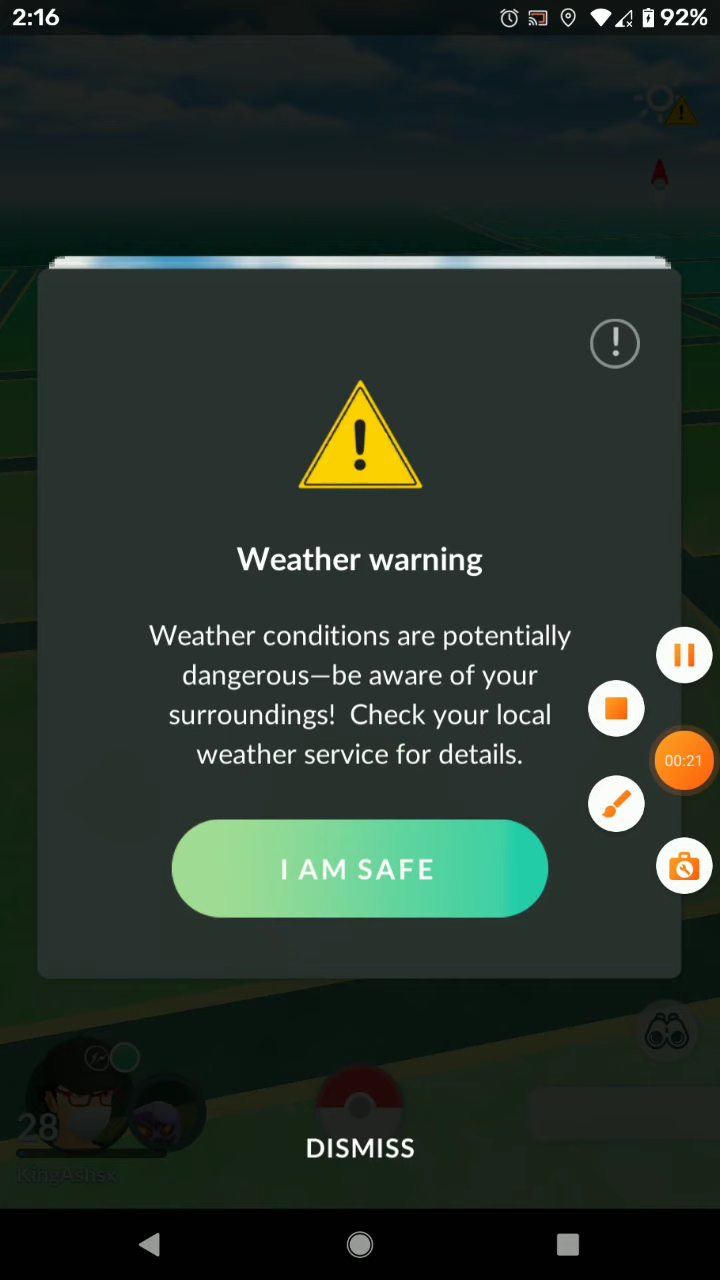 2:16
92%
Weather warning
Weather conditions are potentially
dangerous—be aware of your
surroundings!  Check your local
weather service for details.
00:21
I AM SAFE
28
DISMISS
KingAshsx